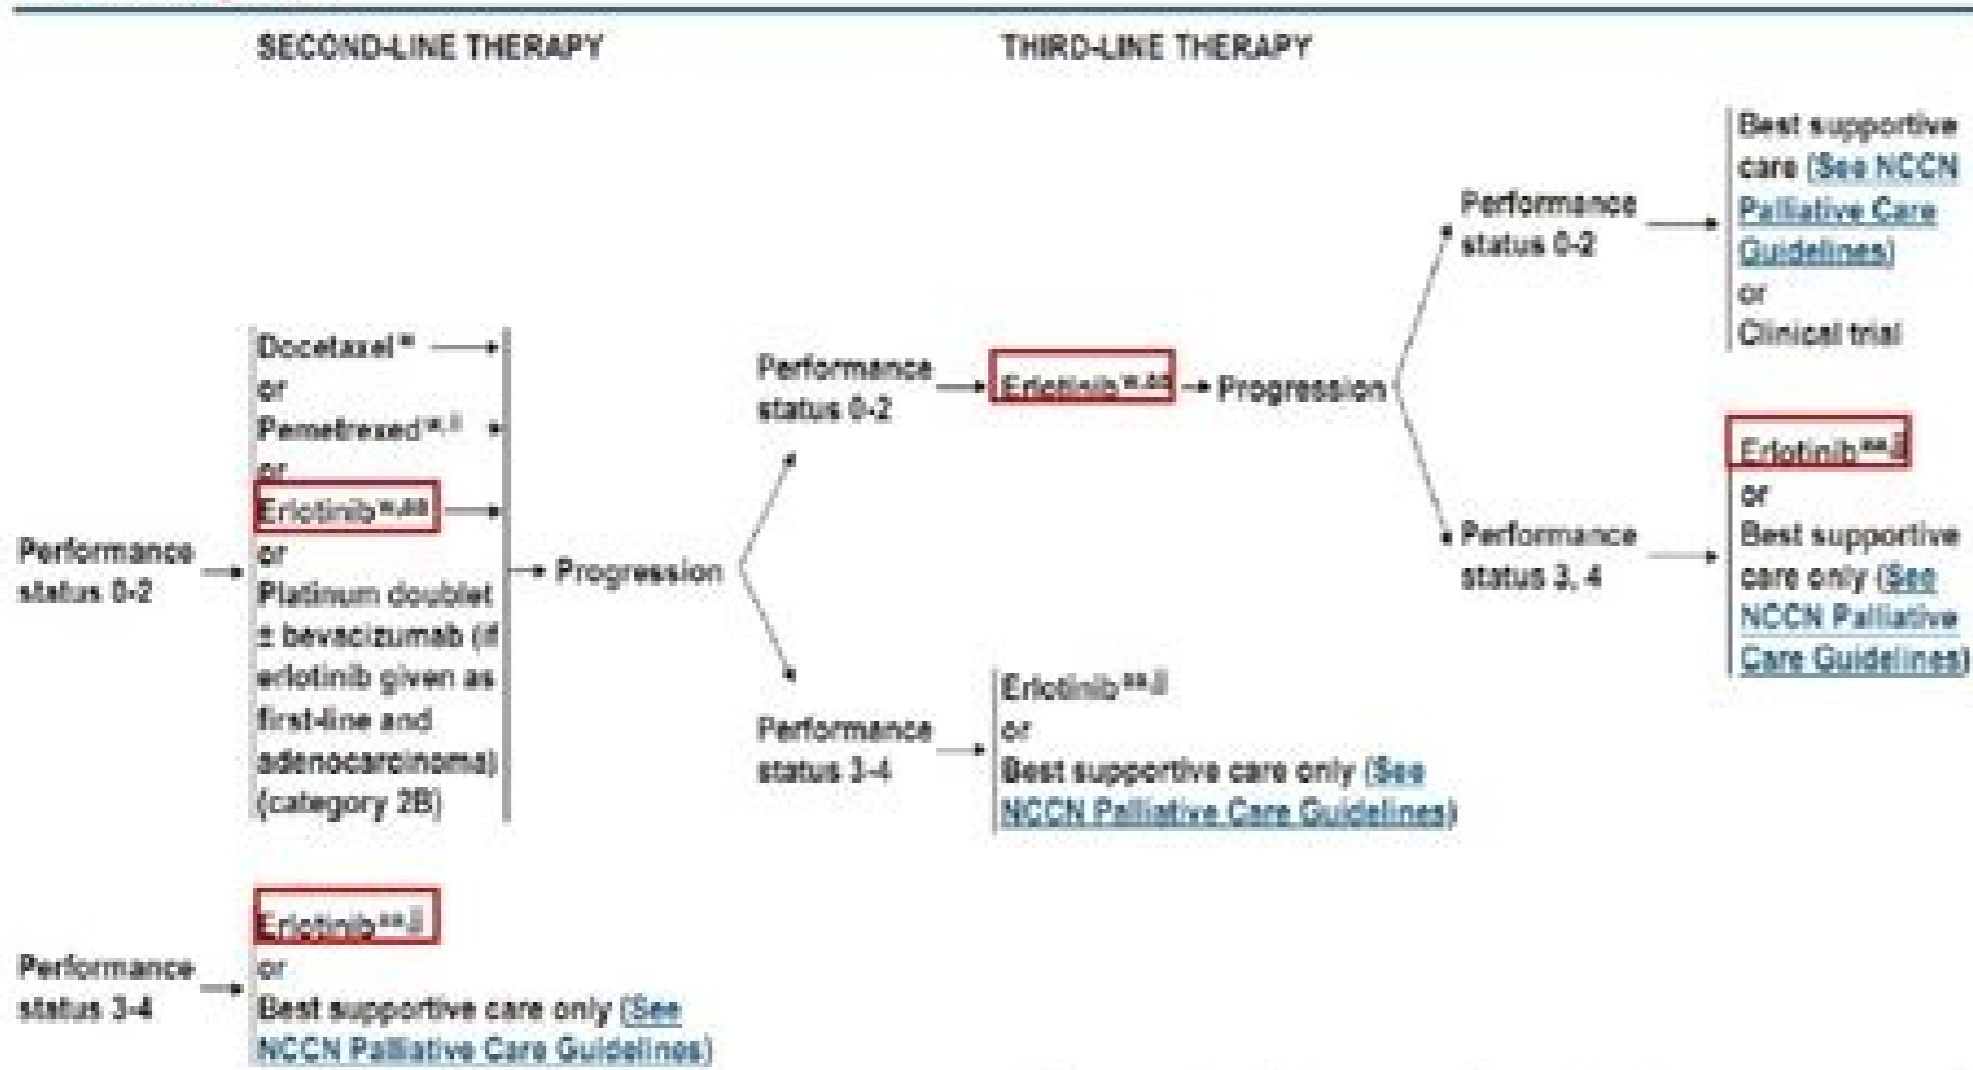 SECOND-LINE THERAPY
THIRD-LINE THERAPY
Performance
status 0-2
Docetaxel
or
Pemetrexed
or
Erlotinib
or
Platinum doublet
± bevacizumab (if
erlotinib given as
first-line and
adenocarcinoma)
(category 2B)
Progression
Performance
status 0-2
Erlotinib
Progression
Performance
status 0-2
Best supportive
care (See NCCN
Palliative Care
Guidelines)
or
Clinical trial
Performance
status 3, 4
Erlotinib
or
Best supportive
care only (See
NCCN Palliative
Care Guidelines)
Performance
status 3-4
Erlotinib
or
Best supportive care only (See
NCCN Palliative Care Guidelines)
Performance
status 3-4
Erlotinib
or
Best supportive care only (See
NCCN Palliative Care Guidelines)